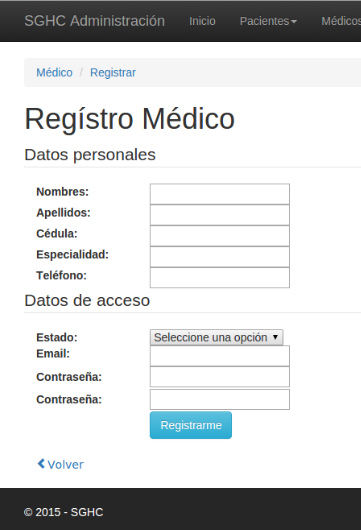 SGHC Administración Inicio Pacientes Médicos
Médico / Registrar
Regístro Médico
Datos personales
Nombres:
Apellidos:
Cédula:
Especialidad:
Teléfono:
Datos de acceso
Estado: Seleccione una opción
Email:
Contraseña:
Contraseña:
Registrarme
Volver
© 2015 - SGHC